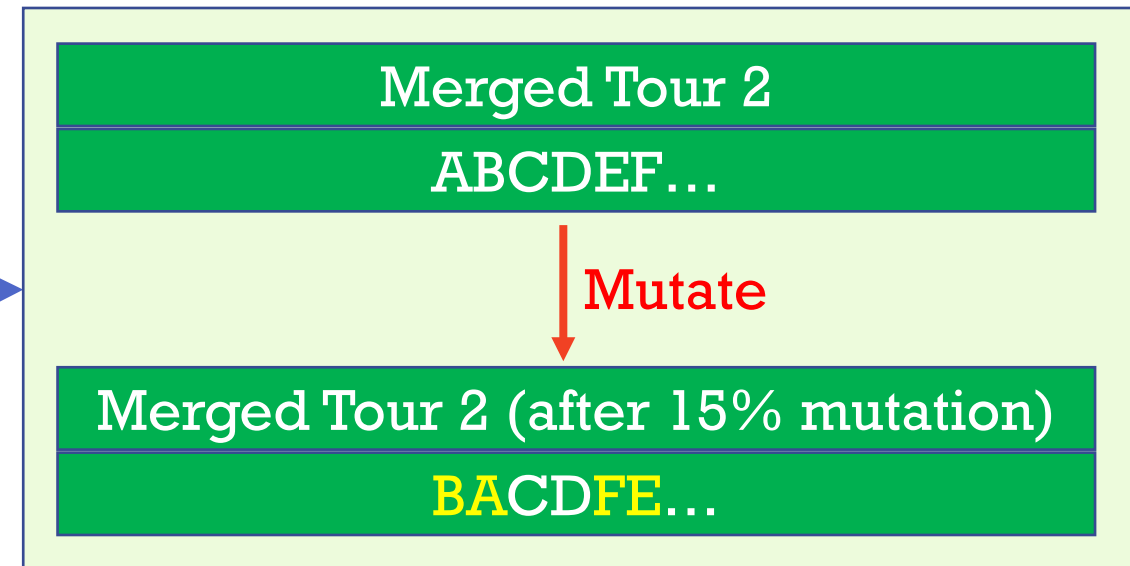 Merged Tour 2
ABCDEF…
Mutate
Merged Tour 2 (after 15% mutation)
BACDFE…